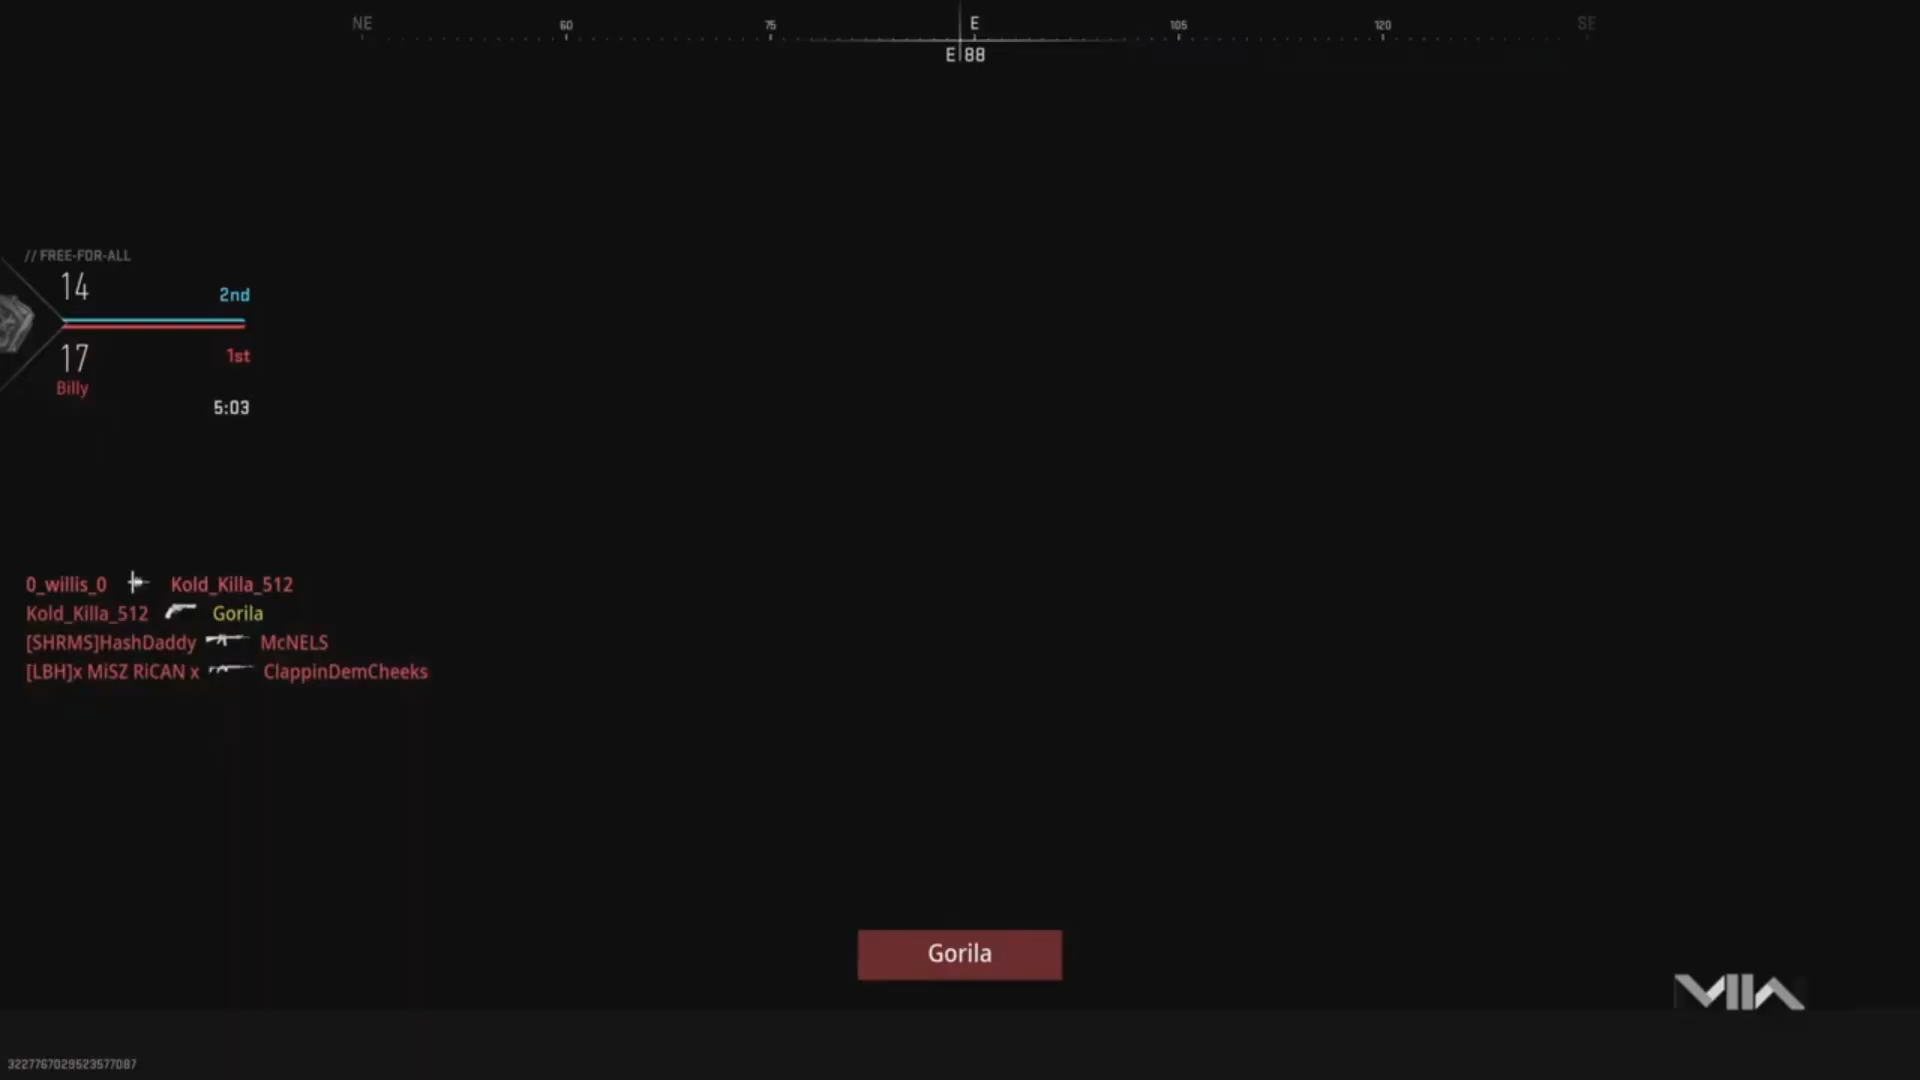 NE 60 75 E 105 120 SE
E 88
// FREE-FOR-ALL
14 2nd
17 1st
Billy
5:03
0_willis_0 Kold_Killa_512
Kold_Killa_512 Gorila
[SHRMS]HashDaddy McNELS
[LBH]x MiSZ RiCAN x ClappinDemCheeks
Gorila
3227767029523577087